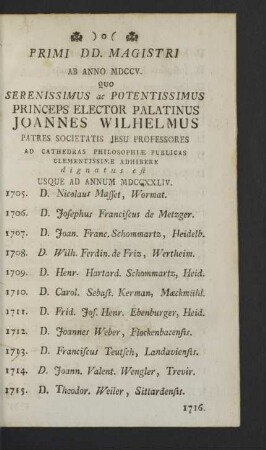 )o(
PRIMI DD. MAGISTRI
AB ANNO MDCCV.
QUO
SERENISSIMUS ac POTENTISSIMUS
PRINCEPS ELECTOR PALATINUS
JOANNES WILHELMUS
PATRES SOCIETATIS JESU PROFESSORES
AD CATHEDRAS PHILOSOPHIÆ PUBLICAS
CLEMENTISSIME ADHIBERE
dignatus eſt
USQUE AD ANNUM MDCCXXLIV.
1705. D. Nicolaus Maſſet, Wormat.
1706. D. Joſephus Franciſcus de Metzger.
1707. D. Joan. Franc. Schommartz, Heidelb.
1708. D. Wilh. Ferdin. de Frix, Wertheim.
1709. D. Henr. Hartard. Schommartz, Heid.
1710. D. Carol. Sebaſt. Kerman, Mœckmühl.
1711. D. Frid. Joſ. Henr. Ebenburger, Heid.
1712. D. Joannes Weber, Flockenbacenſis.
1713. D. Franciſcus Teutſch, Landavienſis.
1714. D. Joann. Valent. Wengler, Trevir.
1715. D. Theodor. Weiler, Sittardenſis.
1716.